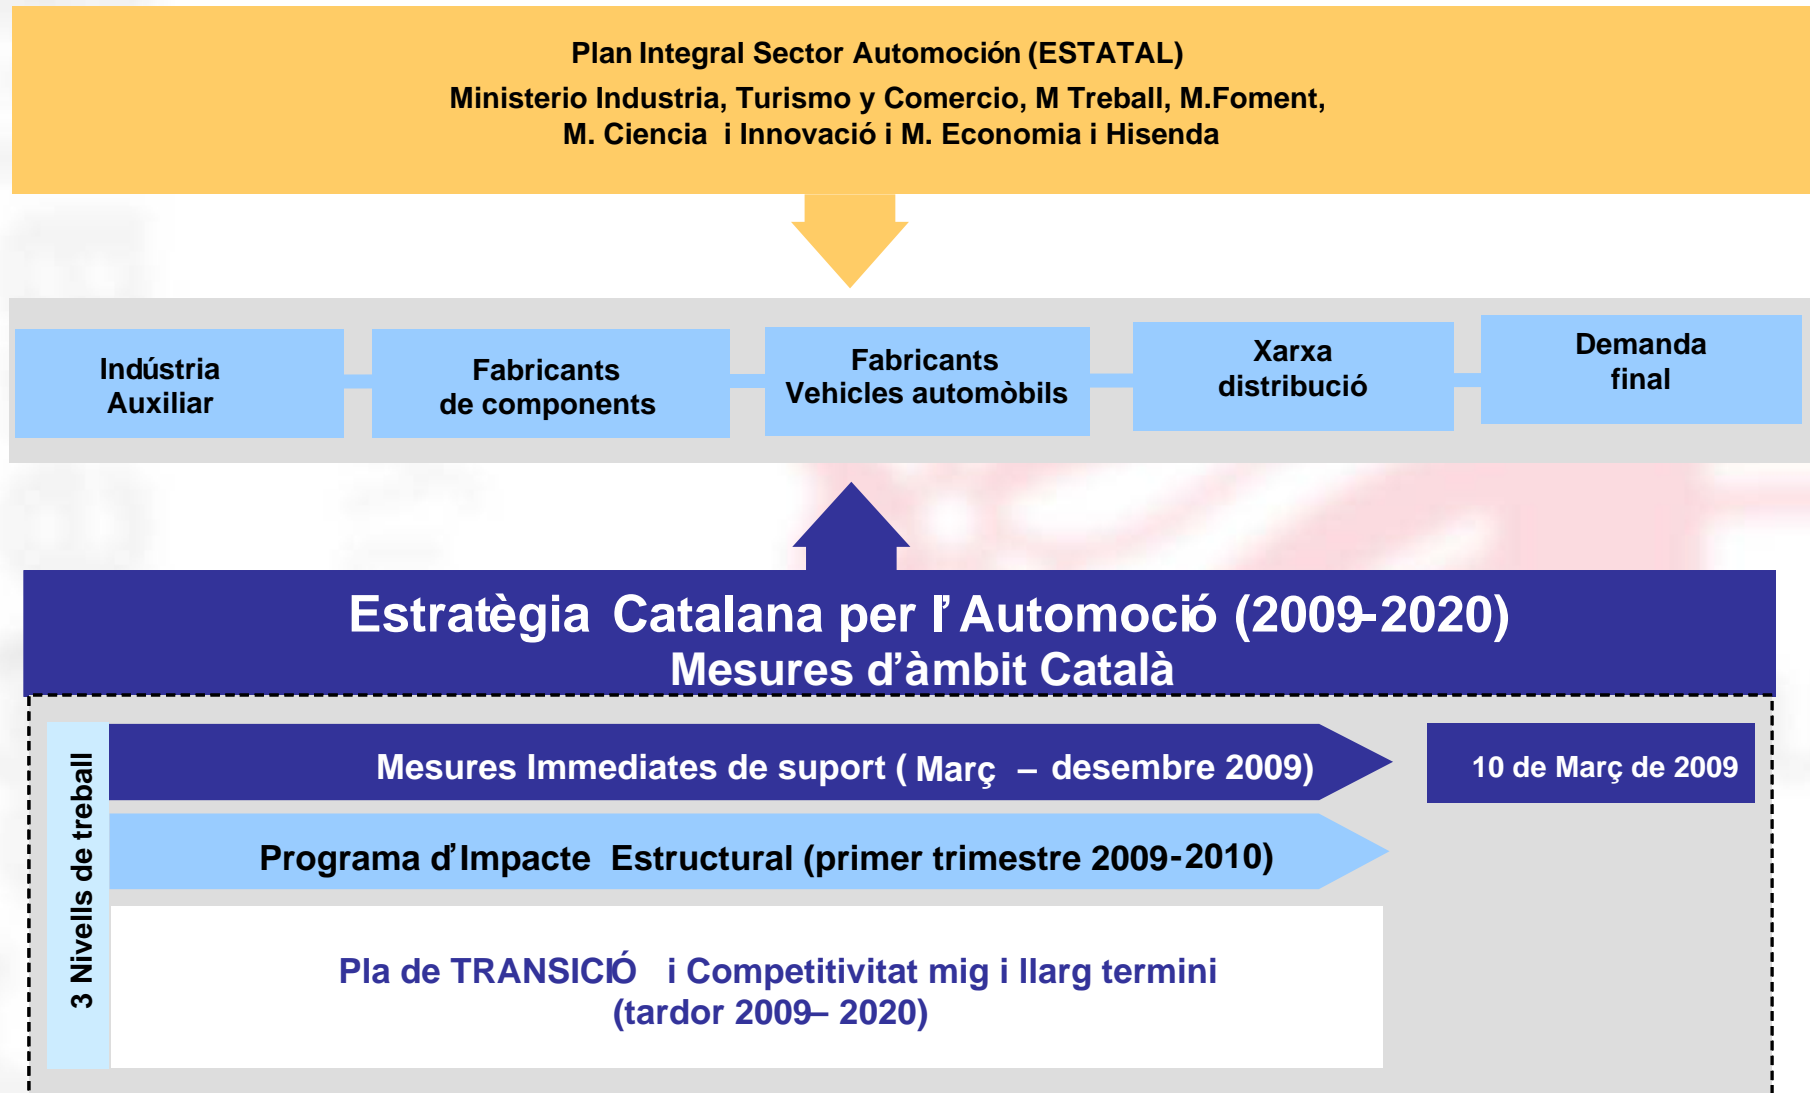 Plan Integral Sector Automoción (ESTATAL)
Ministerio Industria, Turismo y Comercio, M Treball, M.Foment,
M. Ciencia i Innovació i M. Economia i Hisenda
Indústria
Auxiliar
Fabricants
de components
Fabricants
Vehicles automòbils
Xarxa
distribució
Demanda
final
Estratègia Catalana per l'Automoció (2009-2020)
Mesures d'àmbit Català
3 Nivells de treball
Mesures Immediates de suport ( Març – desembre 2009)
10 de Març de 2009
Programa d'Impacte Estructural (primer trimestre 2009-2010)
Pla de TRANSICIÓ i Competitivitat mig i llarg termini
(tardor 2009– 2020)